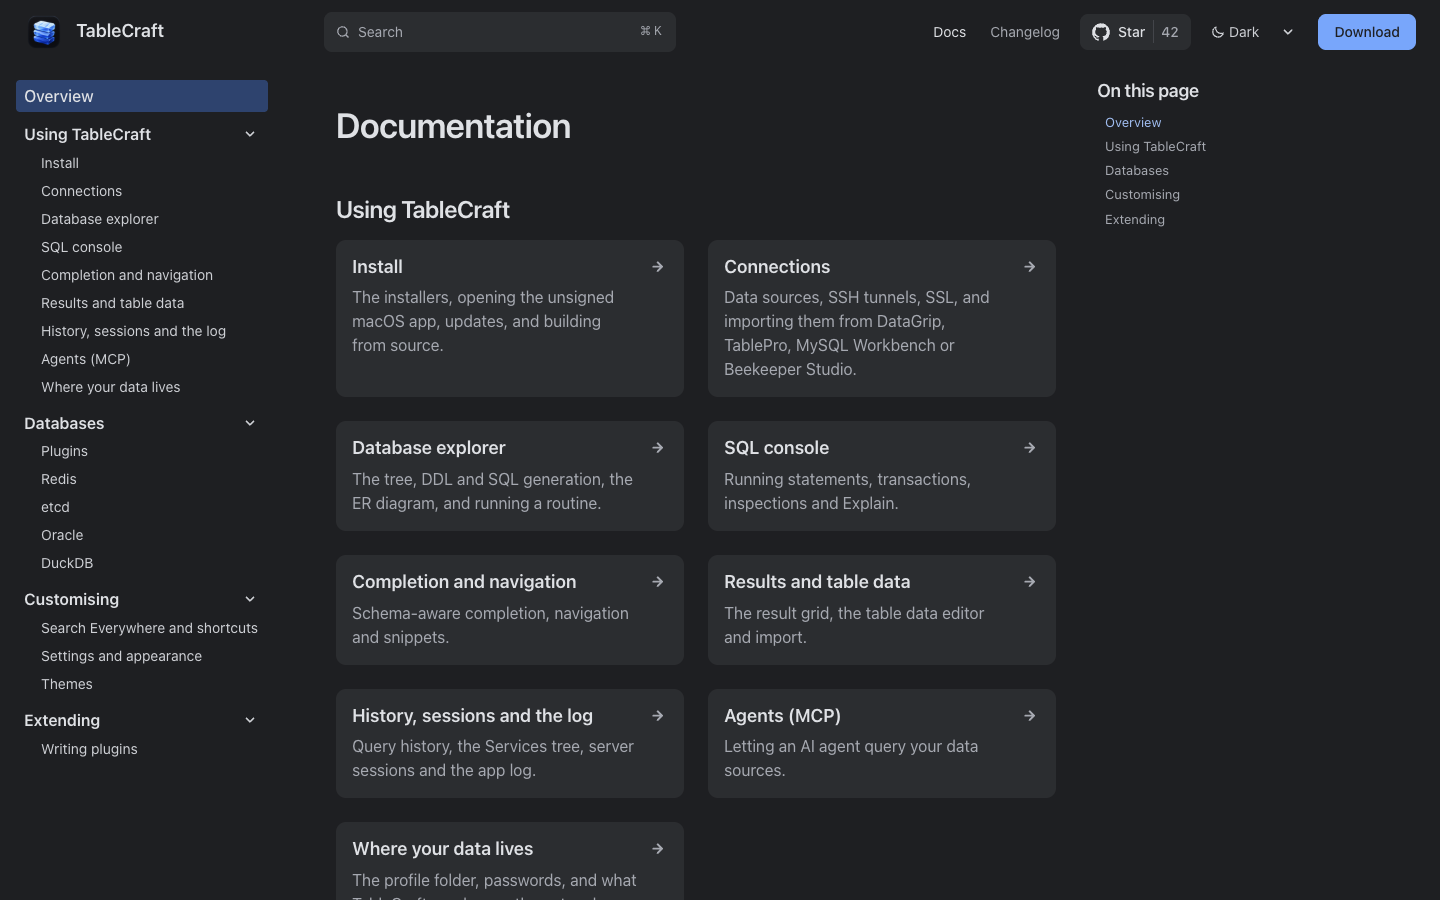 TableCraft
Search
⌘ K
Docs
Changelog
Star
42
Dark
Download
Overview
Using TableCraft
Install
Connections
Database explorer
SQL console
Completion and navigation
Results and table data
History, sessions and the log
Agents (MCP)
Where your data lives
Databases
Plugins
Redis
etcd
Oracle
DuckDB
Customising
Search Everywhere and shortcuts
Settings and appearance
Themes
Extending
Writing plugins
Documentation
Using TableCraft
Install
The installers, opening the unsigned
macOS app, updates, and building
from source.
Connections
Data sources, SSH tunnels, SSL, and
importing them from DataGrip,
TablePro, MySQL Workbench or
Beekeeper Studio.
Database explorer
The tree, DDL and SQL generation, the
ER diagram, and running a routine.
SQL console
Running statements, transactions,
inspections and Explain.
Completion and navigation
Schema-aware completion, navigation
and snippets.
Results and table data
The result grid, the table data editor
and import.
History, sessions and the log
Query history, the Services tree, server
sessions and the app log.
Agents (MCP)
Letting an AI agent query your data
sources.
Where your data lives
The profile folder, passwords, and what
On this page
Overview
Using TableCraft
Databases
Customising
Extending